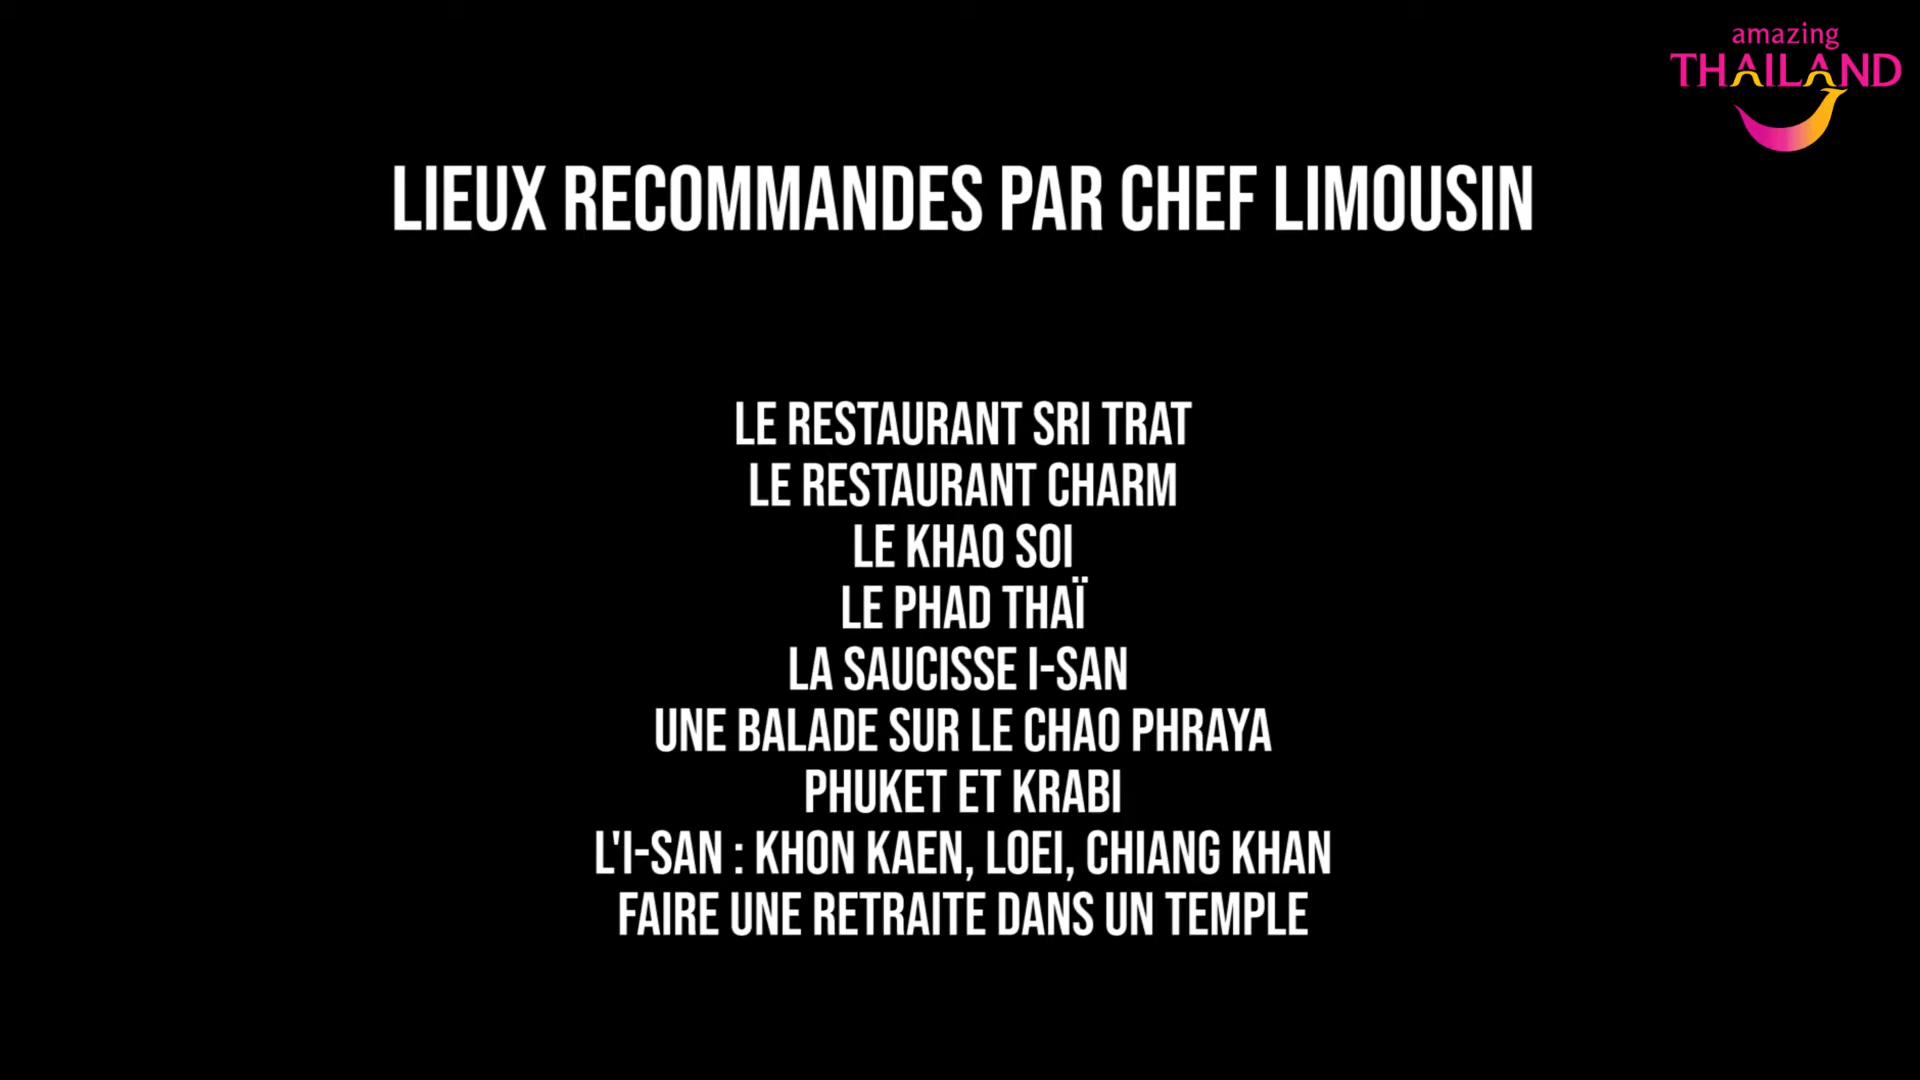 amazing
THAILAND
LIEUX RECOMMANDES PAR CHEF LIMOUSIN
LE RESTAURANT SRI TRAT
LE RESTAURANT CHARM
LE KHAO SOI
LE PHAD THAÏ
LA SAUCISSE I-SAN
UNE BALADE SUR LE CHAO PHRAYA
PHUKET ET KRABI
L'I-SAN : KHON KAEN, LOEI, CHIANG KHAN
FAIRE UNE RETRAITE DANS UN TEMPLE